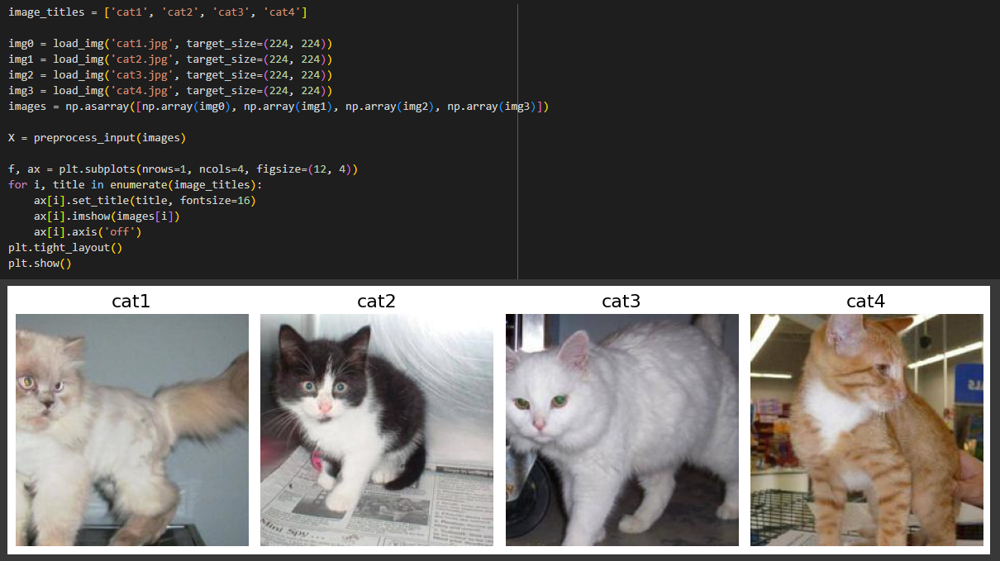 image_titles = ['cat1', 'cat2', 'cat3', 'cat4']
img0 = load_img('cat1.jpg', target_size=(224, 224))
img1 = load_img('cat2.jpg', target_size=(224, 224))
img2 = load_img('cat3.jpg', target_size=(224, 224))
img3 = load_img('cat4.jpg', target_size=(224, 224))
images = np.asarray([np.array(img0), np.array(img1), np.array(img2), np.array(img3)])
X = preprocess_input(images)
f, ax = plt.subplots(nrows=1, ncols=4, figsize=(12, 4))
for i, title in enumerate(image_titles):
    ax[i].set_title(title, fontsize=16)
    ax[i].imshow(images[i])
    ax[i].axis('off')
plt.tight_layout()
plt.show()
cat1 cat2 cat3 cat4
Mini Spy